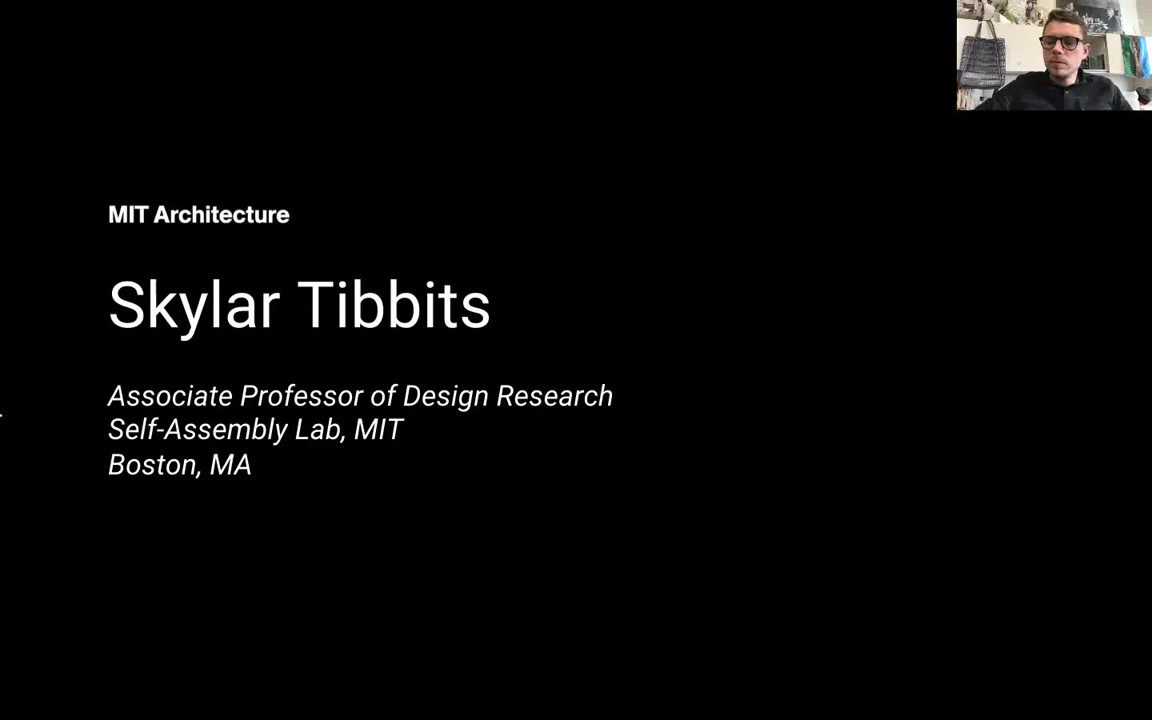 MIT Architecture
Skylar Tibbits
Associate Professor of Design Research
Self-Assembly Lab, MIT
Boston, MA